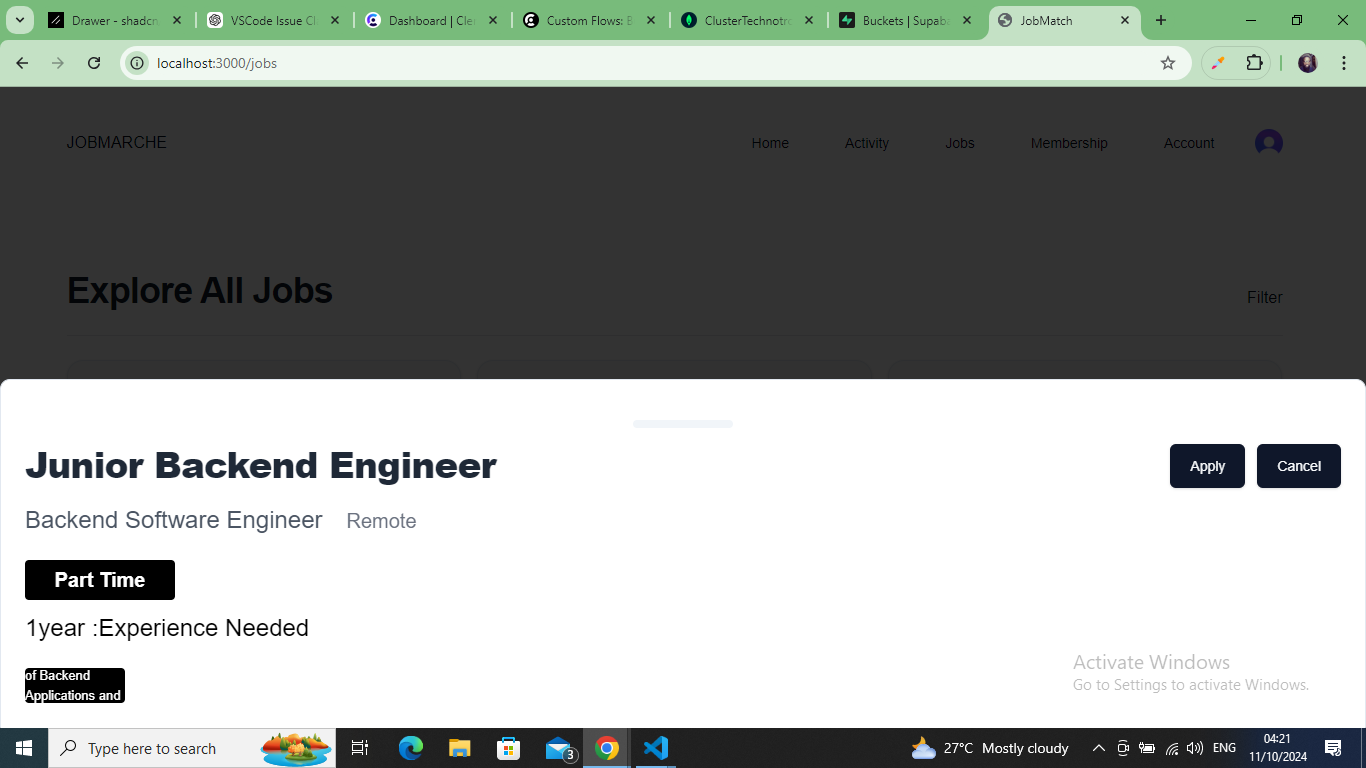 Drawer - shadcn
VSCode Issue Cl
Dashboard | Cle
Custom Flows: B
ClusterTechnotro
Buckets | Supaba
JobMatch
localhost:3000/jobs
JOBMARCHE
Home
Activity
Jobs
Membership
Account
Explore All Jobs
Filter
Junior Backend Engineer
Apply
Cancel
Backend Software Engineer
Remote
Part Time
1year :Experience Needed
of Backend
Applications and
Activate Windows
Go to Settings to activate Windows.
Type here to search
3
27°C Mostly cloudy
ENG
04:21
11/10/2024